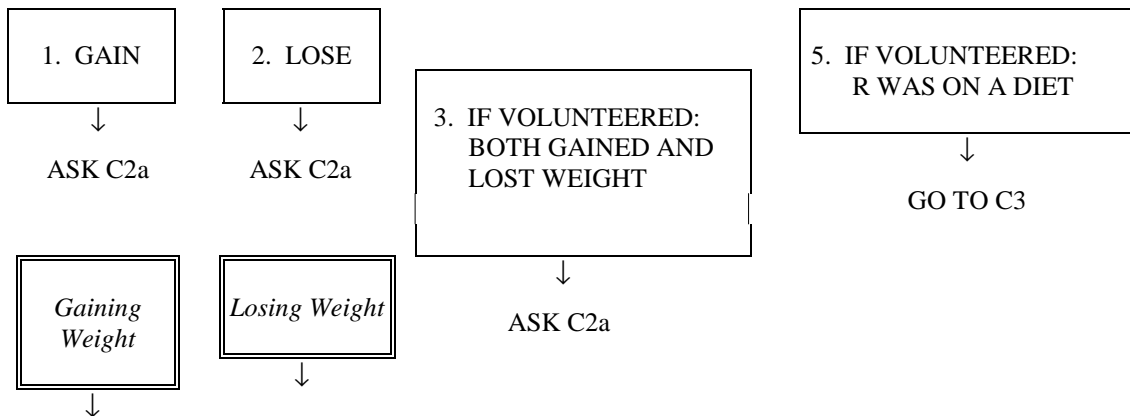 1. GAIN
↓
ASK C2a
2. LOSE
↓
ASK C2a
3. IF VOLUNTEERED:
BOTH GAINED AND
LOST WEIGHT
↓
ASK C2a
5. IF VOLUNTEERED:
R WAS ON A DIET
↓
GO TO C3
Gaining
Weight
↓
Losing Weight
↓